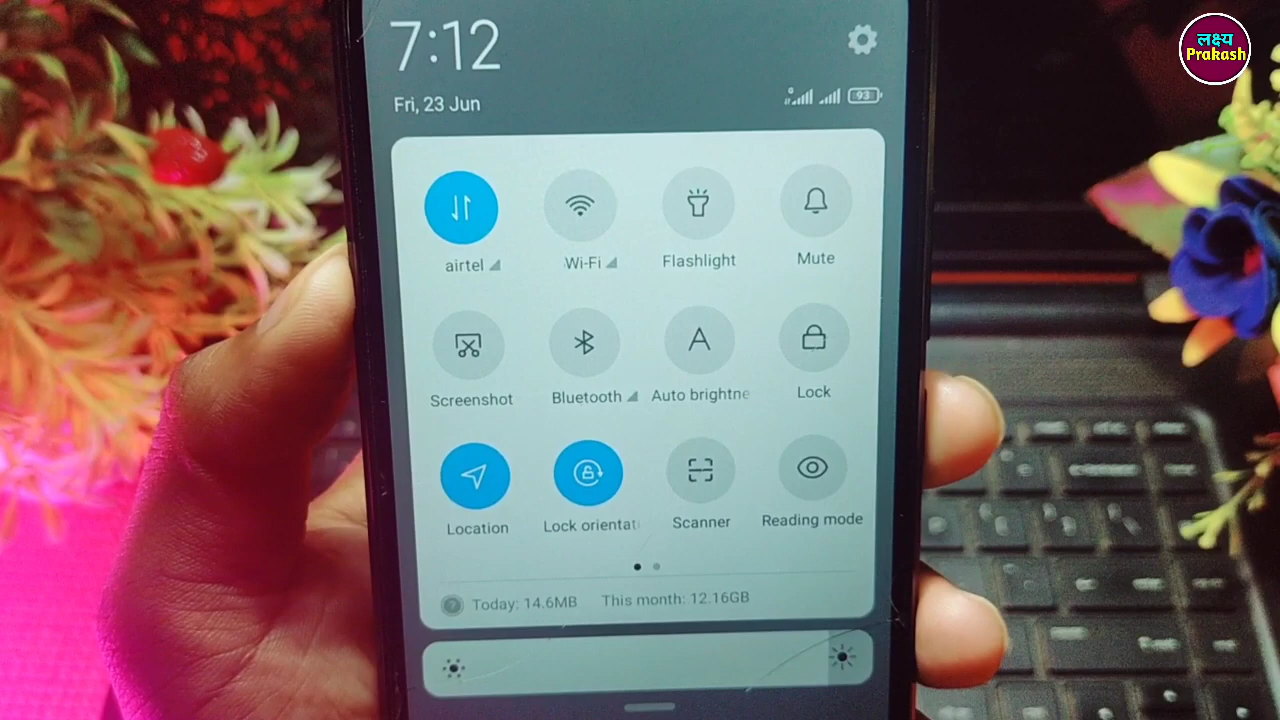 लक्ष्य
Prakash
7:12
Fri, 23 Jun
93
airtel
Wi-Fi
Flashlight
Mute
Screenshot
Bluetooth
A
Auto brightne
Lock
Location
Lock orientat
Scanner
Reading mode
? Today: 14.6MB This month: 12.16GB